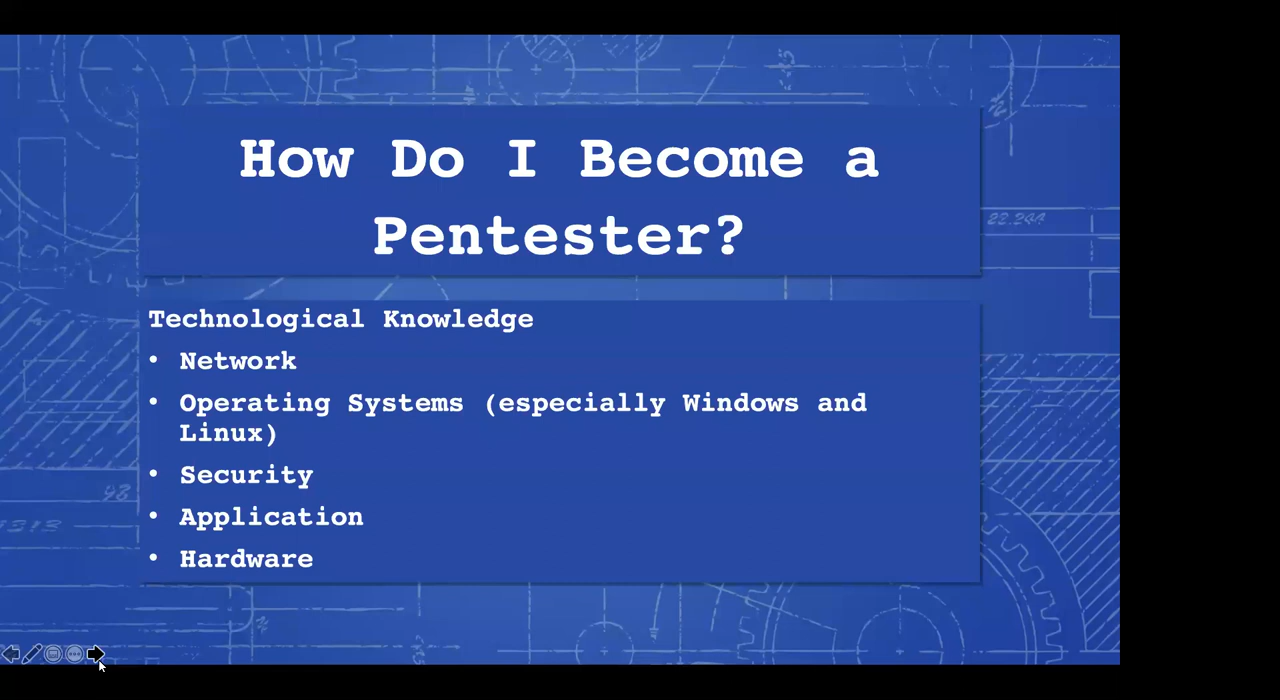 How Do I Become a
Pentester?
Technological Knowledge
• Network
• Operating Systems (especially Windows and
Linux)
• Security
• Application
• Hardware